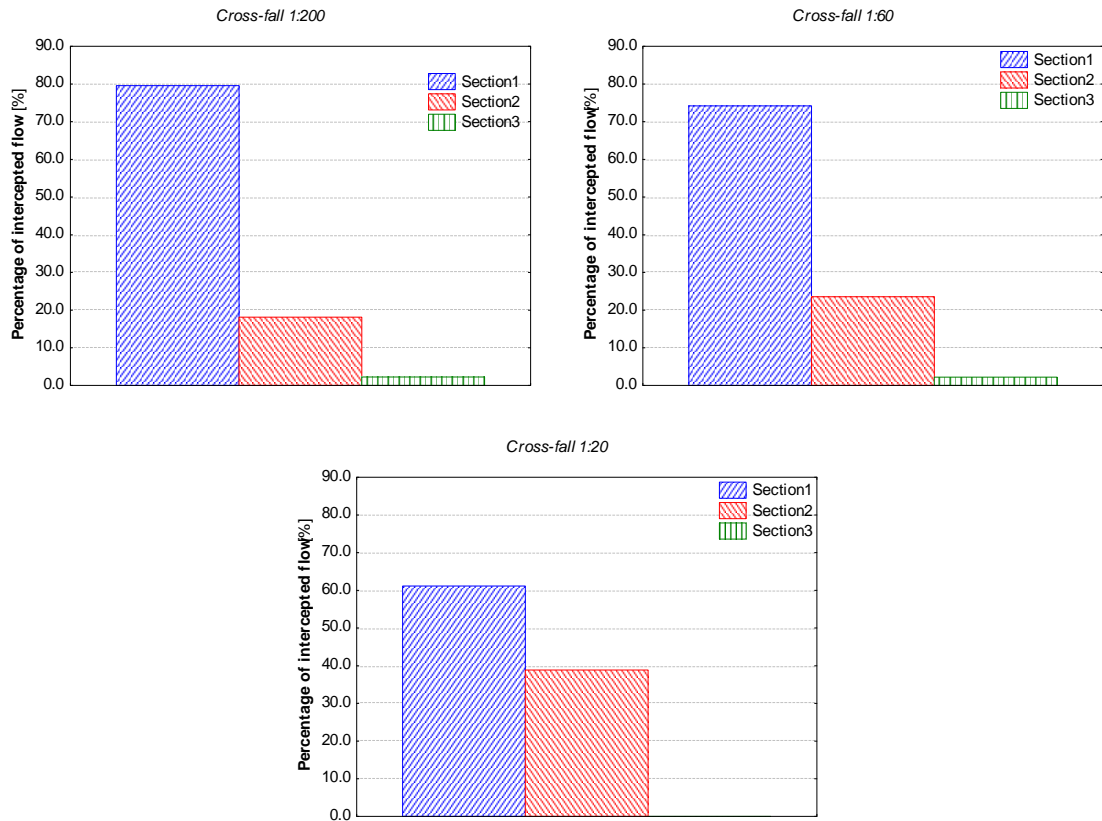 Cross-fall 1:200
Percentage of intercepted flow [%]
90.0
80.0
70.0
60.0
50.0
40.0
30.0
20.0
10.0
0.0
Section1
Section2
Section3
Cross-fall 1:60
Percentage of intercepted flow[%]
90.0
80.0
70.0
60.0
50.0
40.0
30.0
20.0
10.0
0.0
Section1
Section2
Section3
Cross-fall 1:20
Percentage of intercepted flow[%]
90.0
80.0
70.0
60.0
50.0
40.0
30.0
20.0
10.0
0.0
Section1
Section2
Section3